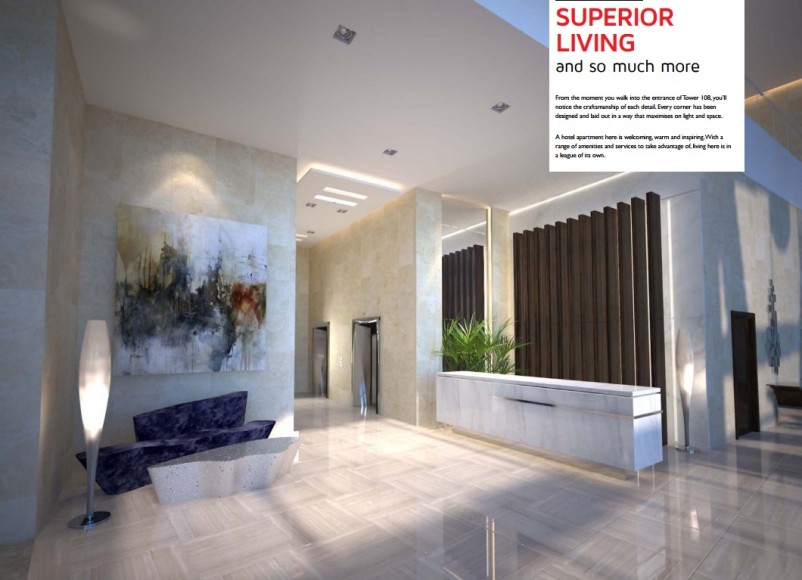 SUPERIOR
LIVING
and so much more
From the moment you walk into the entrance of Tower 108, you'll
notice the craftsmanship of each detail. Every corner has been
designed and laid out in a way that maximises on light and space.
A hotel apartment here is welcoming, warm and inspiring. With a
range of amenities and services to take advantage of, living here is in
a league of its own.